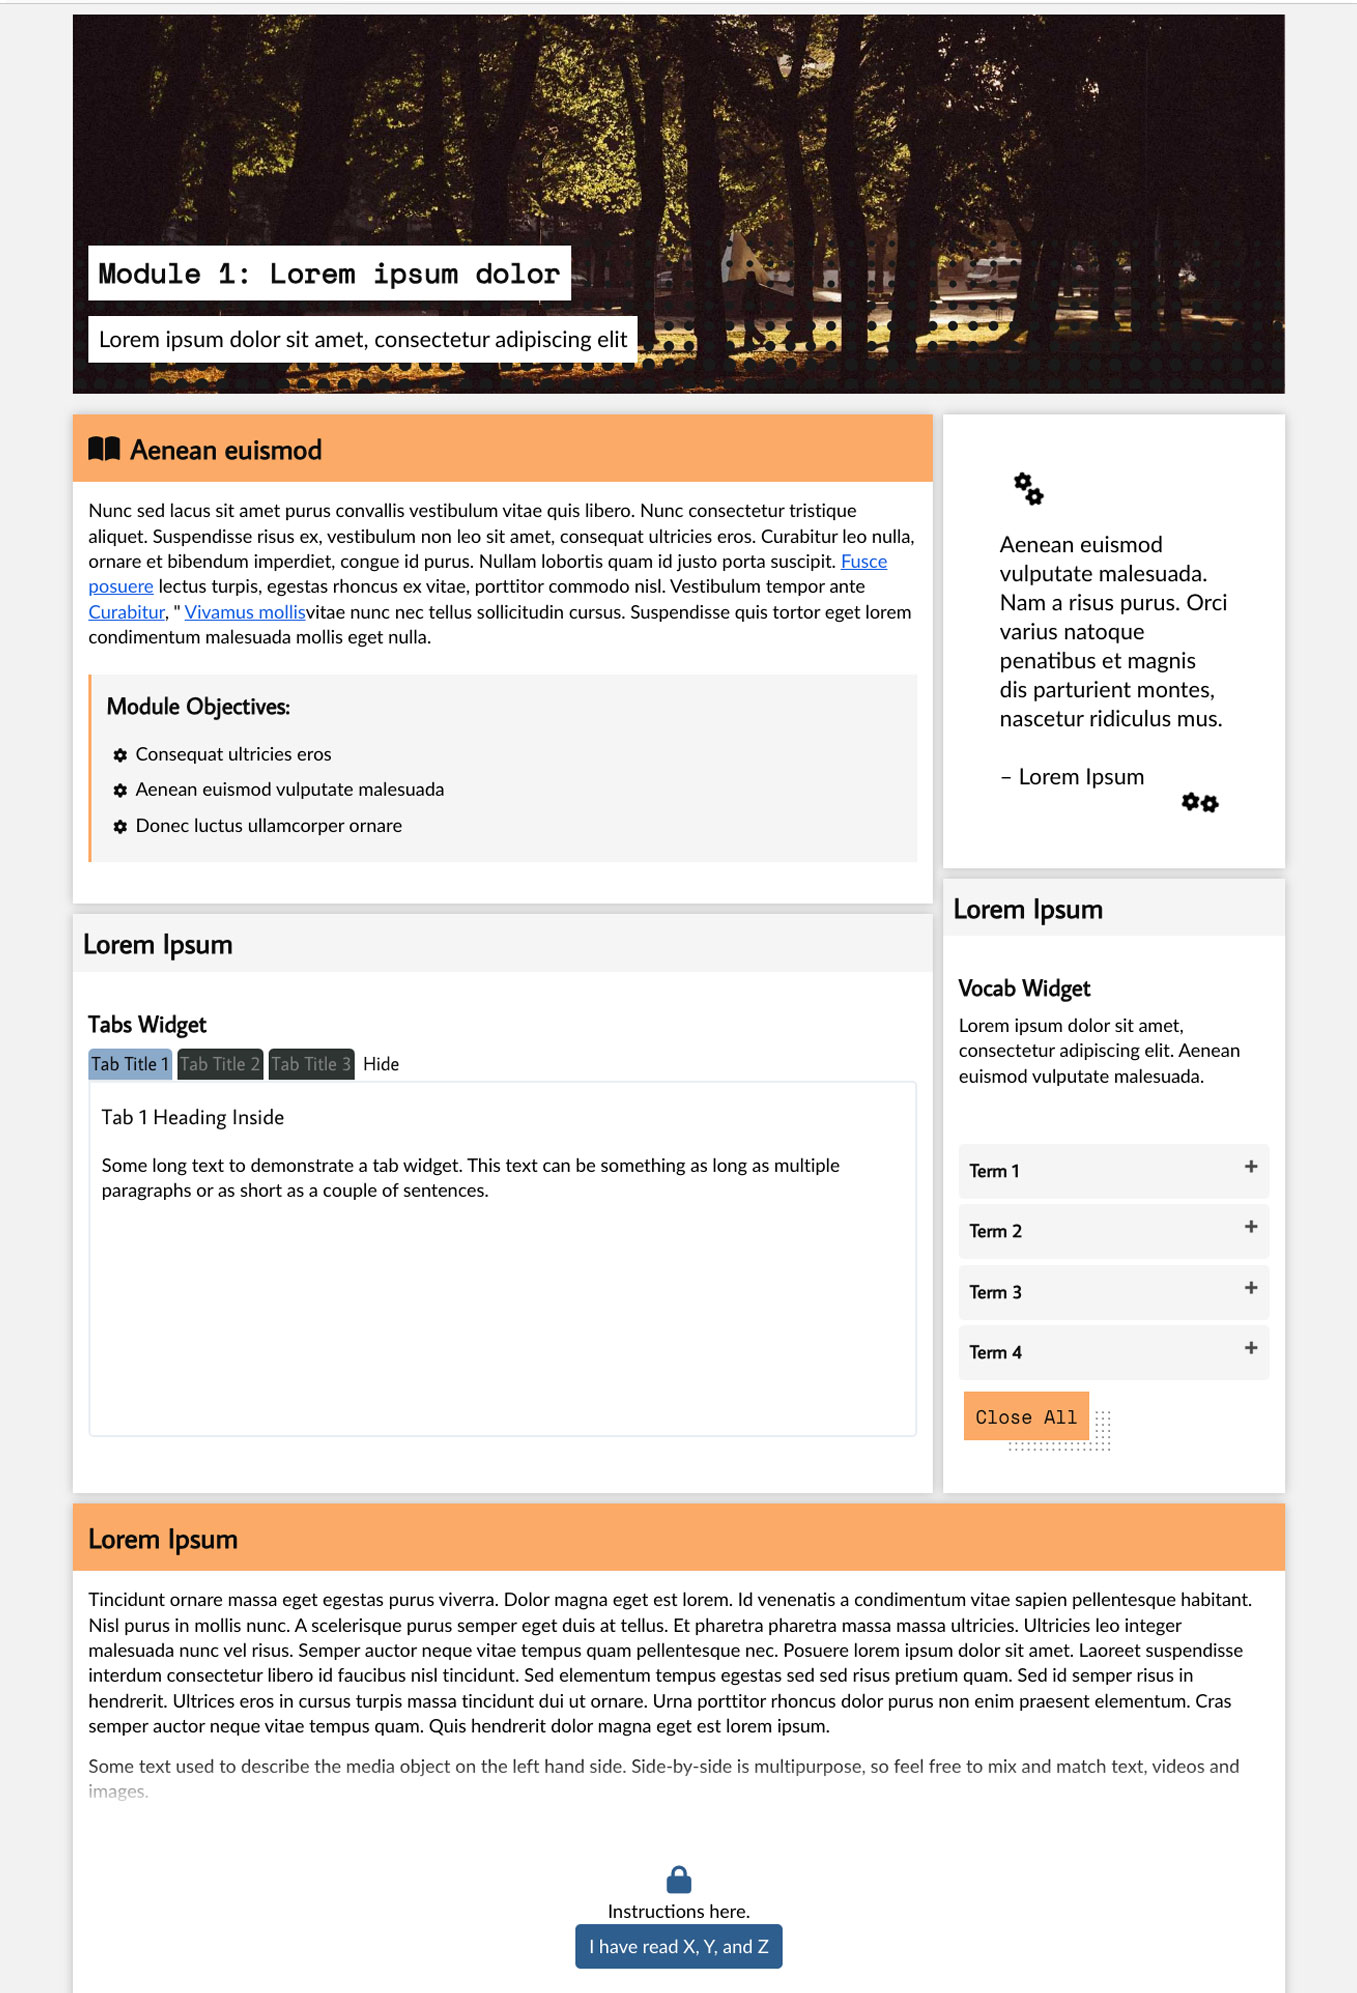 Module 1: Lorem ipsum dolor
Lorem ipsum dolor sit amet, consectetur adipiscing elit
Aenean euismod
Nunc sed lacus sit amet purus convallis vestibulum vitae quis libero. Nunc consectetur tristique
aliquet. Suspendisse risus ex, vestibulum non leo sit amet, consequat ultricies eros. Curabitur leo nulla,
ornare et bibendum imperdiet, congue id purus. Nullam lobortis quam id justo porta suscipit. Fusce
posuere lectus turpis, egestas rhoncus ex vitae, porttitor commodo nisl. Vestibulum tempor ante
Curabitur, " Vivamus mollisvitae nunc nec tellus sollicitudin cursus. Suspendisse quis tortor eget lorem
condimentum malesuada mollis eget nulla.
Module Objectives:
Consequat ultricies eros
Aenean euismod vulputate malesuada
Donec luctus ullamcorper ornare
Aenean euismod
vulputate malesuada.
Nam a risus purus. Orci
varius natoque
penatibus et magnis
dis parturient montes,
nascetur ridiculus mus.
– Lorem Ipsum
Lorem Ipsum
Tabs Widget
Tab Title 1 Tab Title 2 Tab Title 3 Hide
Tab 1 Heading Inside
Some long text to demonstrate a tab widget. This text can be something as long as multiple
paragraphs or as short as a couple of sentences.
Lorem Ipsum
Vocab Widget
Lorem ipsum dolor sit amet,
consectetur adipiscing elit. Aenean
euismod vulputate malesuada.
Term 1 +
Term 2 +
Term 3 +
Term 4 +
Close All
Lorem Ipsum
Tincidunt ornare massa eget egestas purus viverra. Dolor magna eget est lorem. Id venenatis a condimentum vitae sapien pellentesque habitant.
Nisl purus in mollis nunc. A scelerisque purus semper eget duis at tellus. Et pharetra pharetra massa massa ultricies. Ultricies leo integer
malesuada nunc vel risus. Semper auctor neque vitae tempus quam pellentesque nec. Posuere lorem ipsum dolor sit amet. Laoreet suspendisse
interdum consectetur libero id faucibus nisl tincidunt. Sed elementum tempus egestas sed sed risus pretium quam. Sed id semper risus in
hendrerit. Ultrices eros in cursus turpis massa tincidunt dui ut ornare. Urna porttitor rhoncus dolor purus non enim praesent elementum. Cras
semper auctor neque vitae tempus quam. Quis hendrerit dolor magna eget est lorem ipsum.
Some text used to describe the media object on the left hand side. Side-by-side is multipurpose, so feel free to mix and match text, videos and
images.
Instructions here.
I have read X, Y, and Z